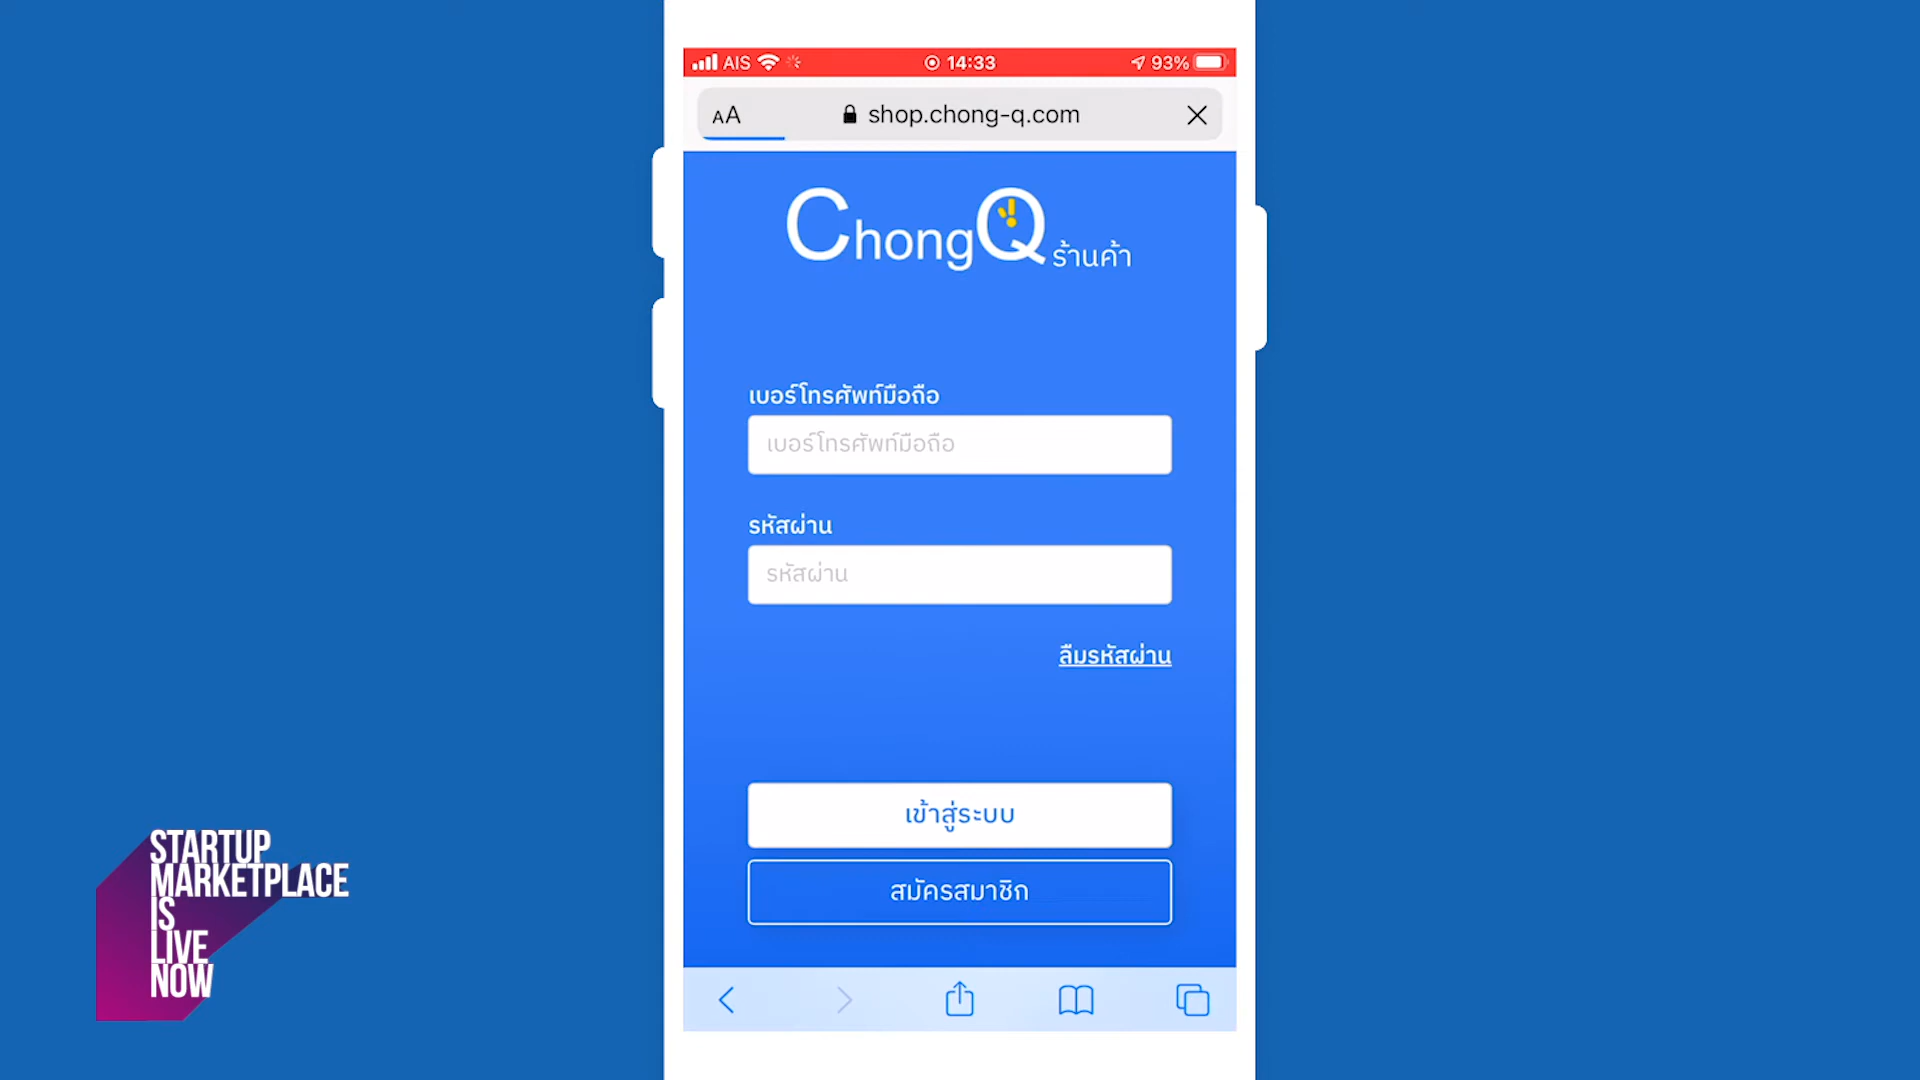 AIS
14:33
93%
AA
shop.chong-q.com
ChongQ ร้านค้า
เบอร์โทรศัพท์มือถือ
เบอร์โทรศัพท์มือถือ
รหัสผ่าน
รหัสผ่าน
ลืมรหัสผ่าน
เข้าสู่ระบบ
สมัครสมาชิก
STARTUP
MARKETPLACE
IS
LIVE
NOW